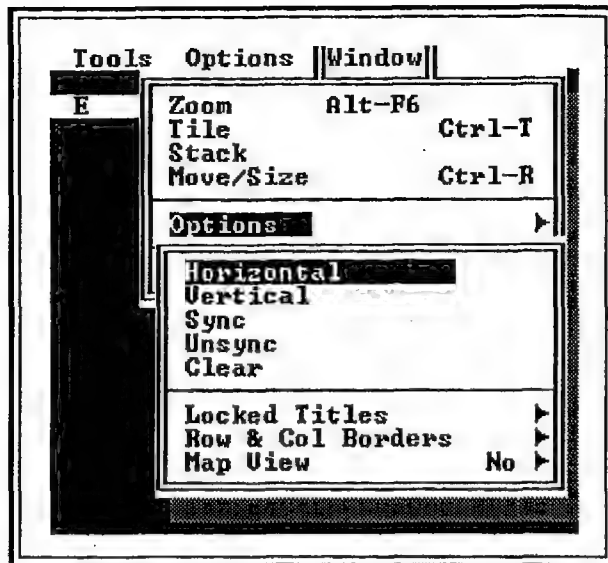 Tools Options Window
E
Zoom Alt-F6
Tile Ctrl-T
Stack
Move/Size Ctrl-R
Options
Horizontal
Vertical
Sync
Unsync
Clear
Locked Titles
Row & Col Borders
Map View No